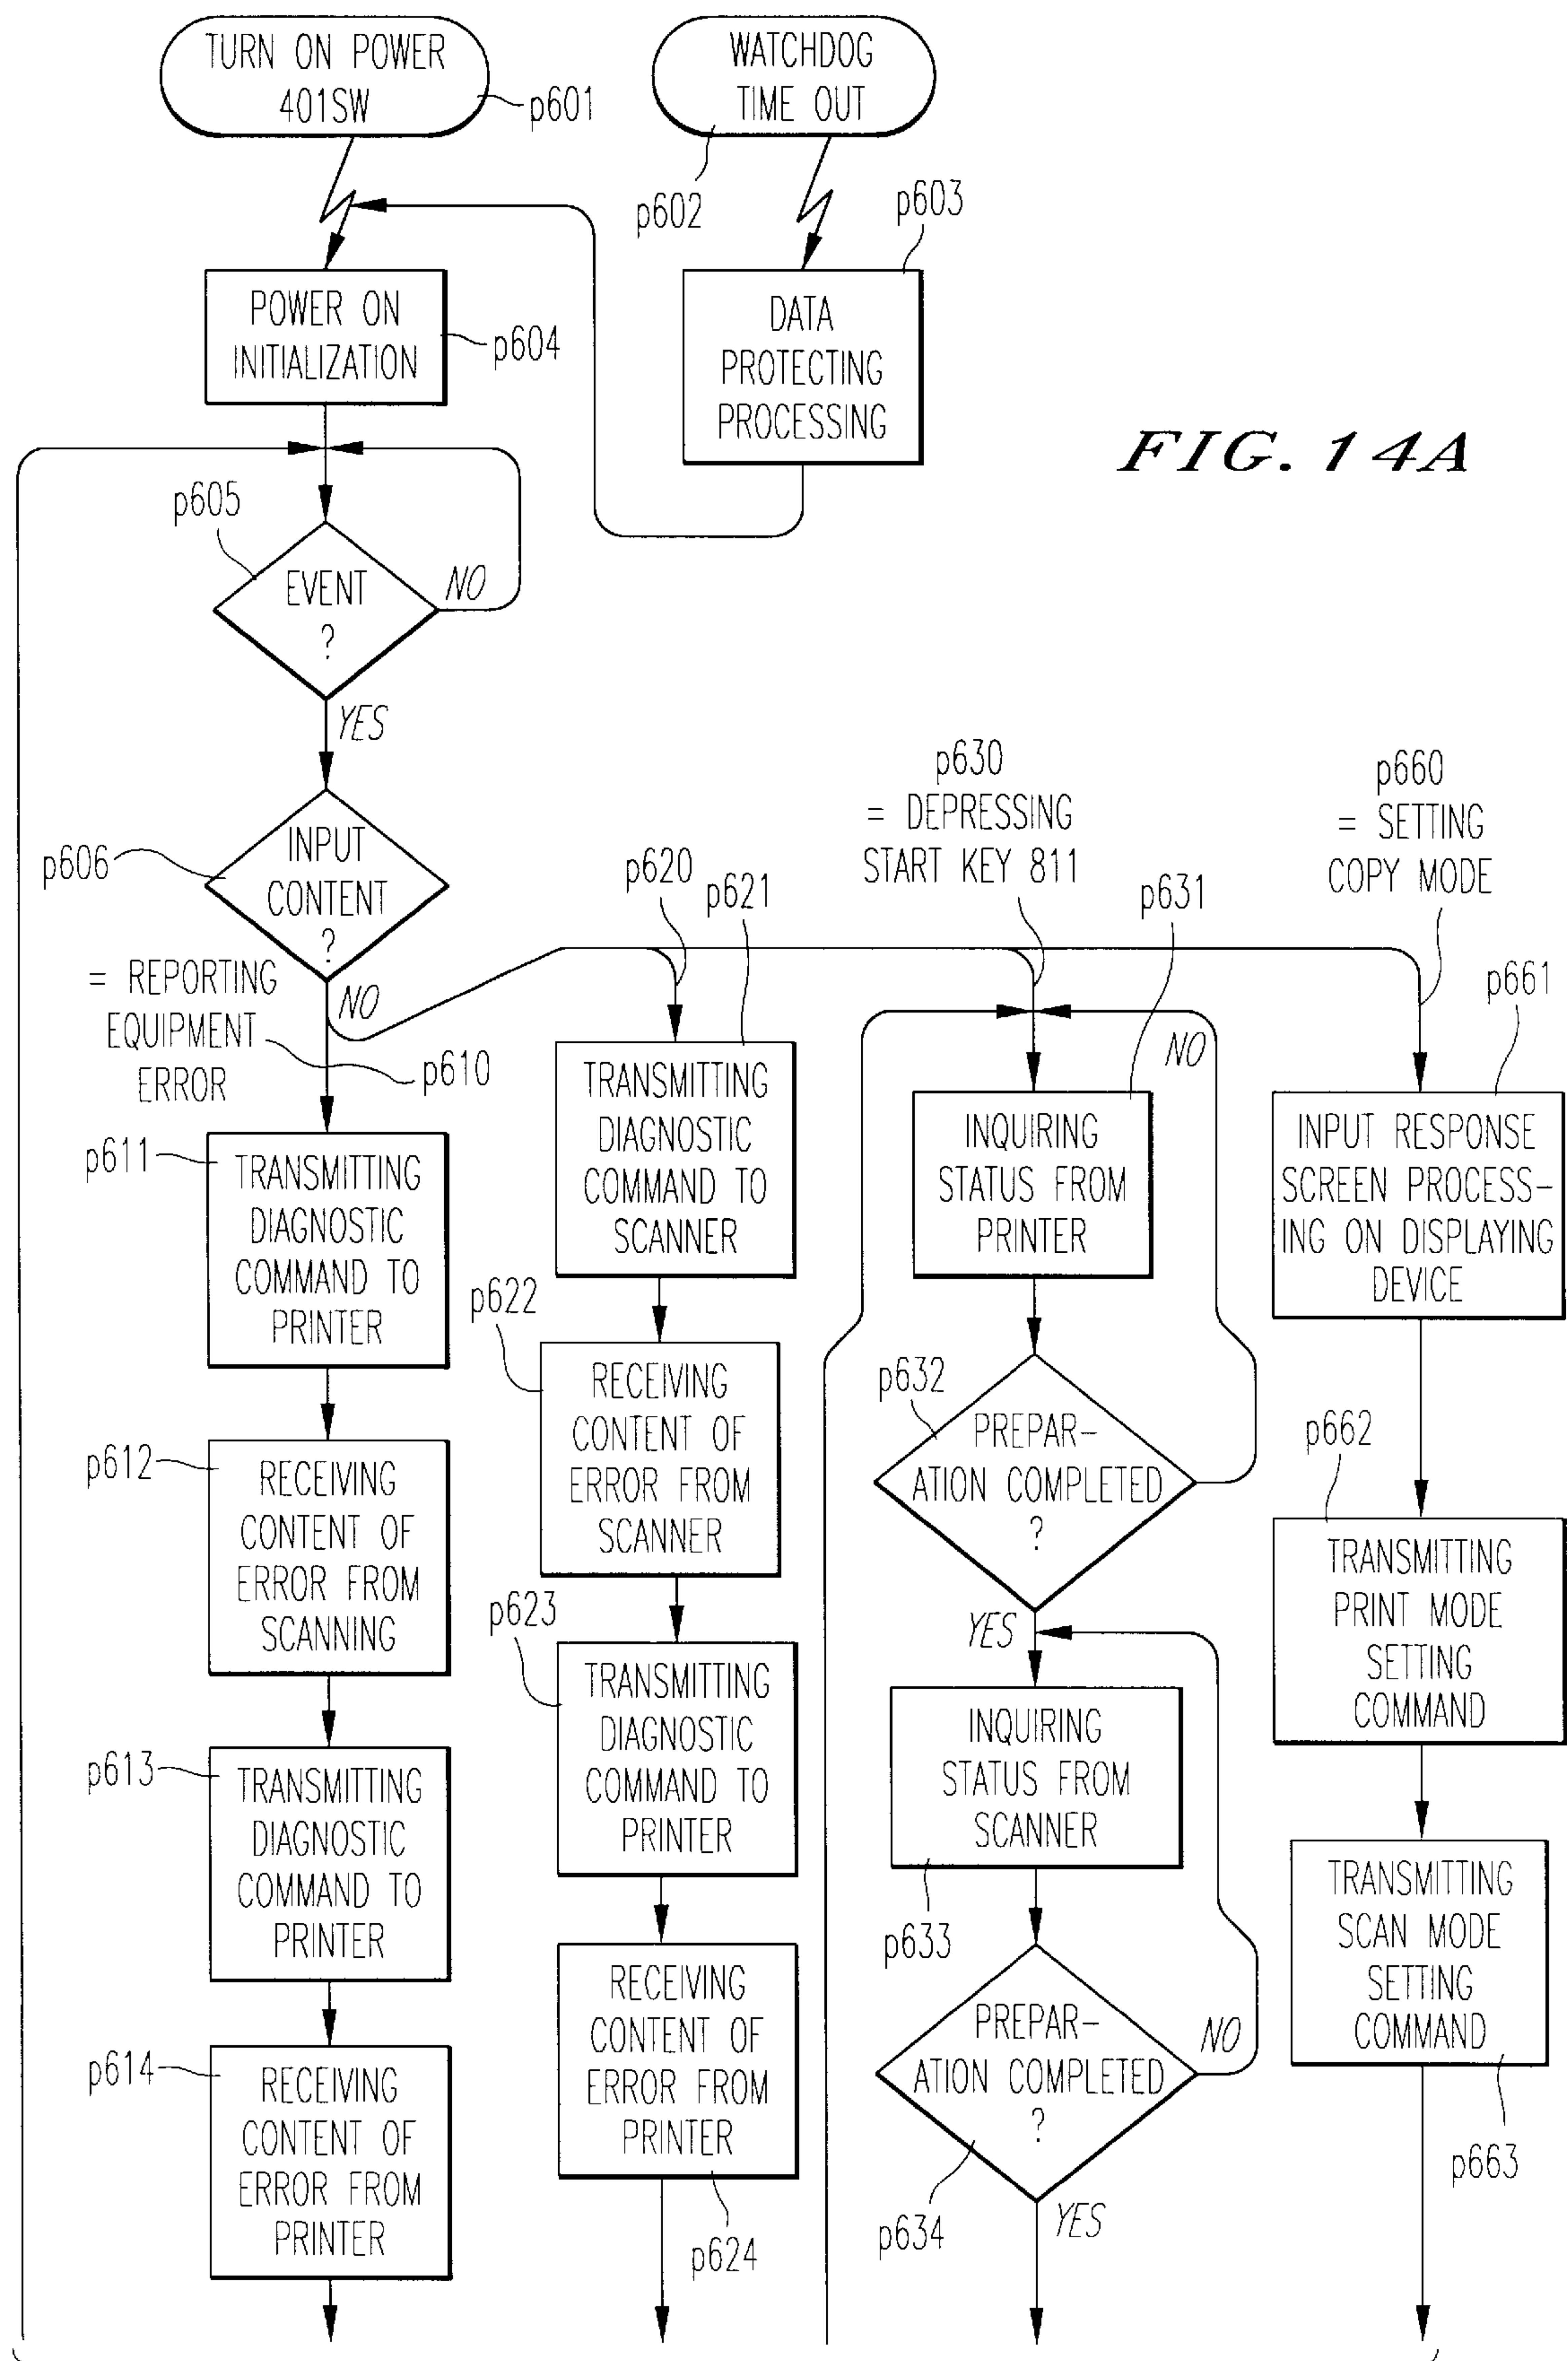 TURN ON POWER
401SW
p601
WATCHDOG
TIME OUT
p602
p603
DATA
PROTECTING
PROCESSING
POWER ON
INITIALIZATION
p604
FIG. 14A
p605
EVENT
?
NO
YES
p606
INPUT
CONTENT
?
NO
= REPORTING
EQUIPMENT
ERROR
p610
p611
TRANSMITTING
DIAGNOSTIC
COMMAND TO
PRINTER
p612
RECEIVING
CONTENT OF
ERROR FROM
SCANNING
p613
TRANSMITTING
DIAGNOSTIC
COMMAND TO
PRINTER
p614
RECEIVING
CONTENT OF
ERROR FROM
PRINTER
p620
p621
TRANSMITTING
DIAGNOSTIC
COMMAND TO
SCANNER
p622
RECEIVING
CONTENT OF
ERROR FROM
SCANNER
p623
TRANSMITTING
DIAGNOSTIC
COMMAND TO
PRINTER
RECEIVING
CONTENT OF
ERROR FROM
PRINTER
p624
p630
= DEPRESSING
START KEY 811
p631
NO
INQUIRING
STATUS FROM
PRINTER
p632
PREPAR-
ATION COMPLETED
?
YES
INQUIRING
STATUS FROM
SCANNER
p633
PREPAR-
ATION COMPLETED
?
NO
p634
YES
p660
= SETTING
COPY MODE
p661
INPUT RESPONSE
SCREEN PROCESS-
ING ON DISPLAYING
DEVICE
p662
TRANSMITTING
PRINT MODE
SETTING
COMMAND
TRANSMITTING
SCAN MODE
SETTING
COMMAND
p663